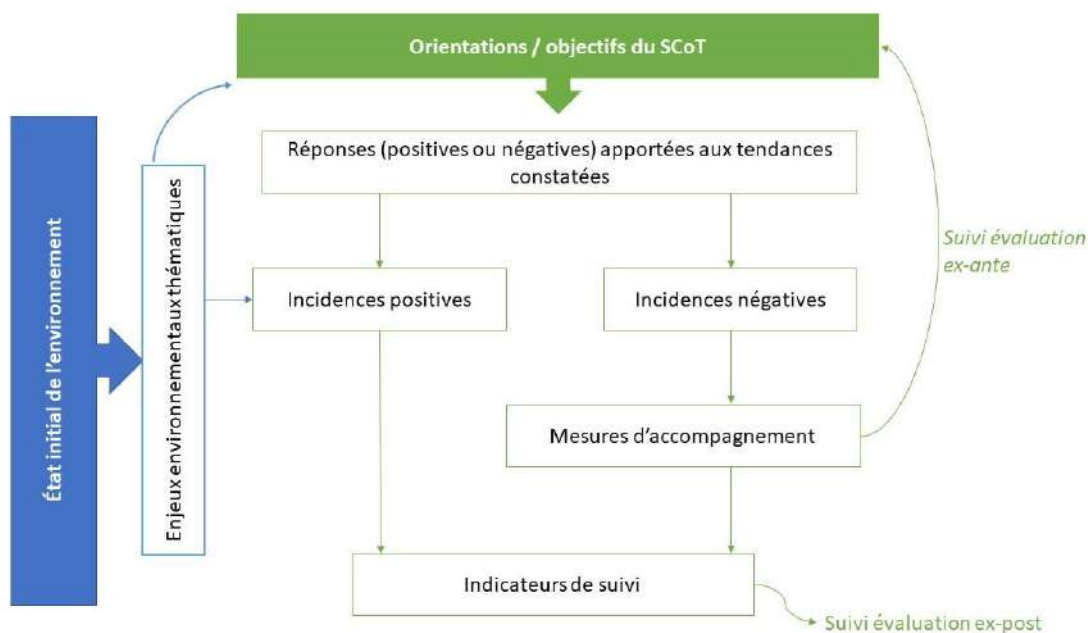 Orientations / objectifs du SCoT
Réponses (positives ou négatives) apportées aux tendances
constatées
État initial de l'environnement
Enjeux environnementaux thématiques
Incidences positives
Incidences négatives
Suivi évaluation
ex-ante
Mesures d'accompagnement
Indicateurs de suivi
Suivi évaluation ex-post